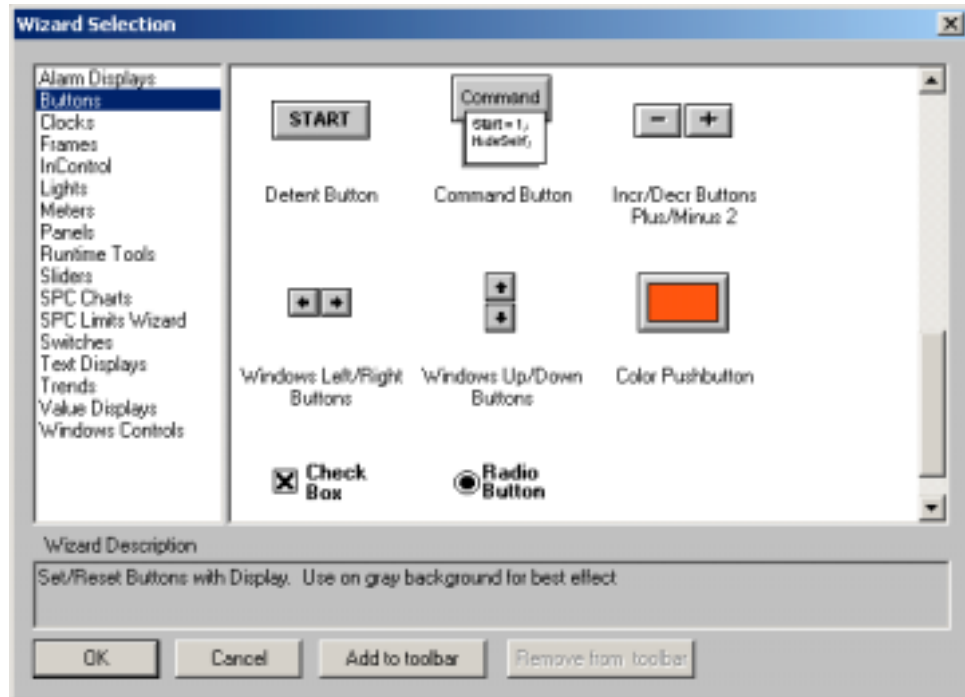 Wizard Selection
Alarm Displays
Buttons
Clocks
Frames
InControl
Lights
Meters
Panels
Runtime Tools
Sliders
SPC Charts
SPC Limits Wizard
Switches
Text Displays
Trends
Value Displays
Windows Controls
START
Command
Start = 1;
HideSelf;
- +
Detent Button
Command Button
Incr/Decr Buttons
Plus/Minus 2
Windows Left/Right
Buttons
Windows Up/Down
Buttons
Color Pushbutton
Check
Box
Radio
Button
Wizard Description
Set/Reset Buttons with Display. Use on gray background for best effect
OK
Cancel
Add to toolbar
Remove from toolbar